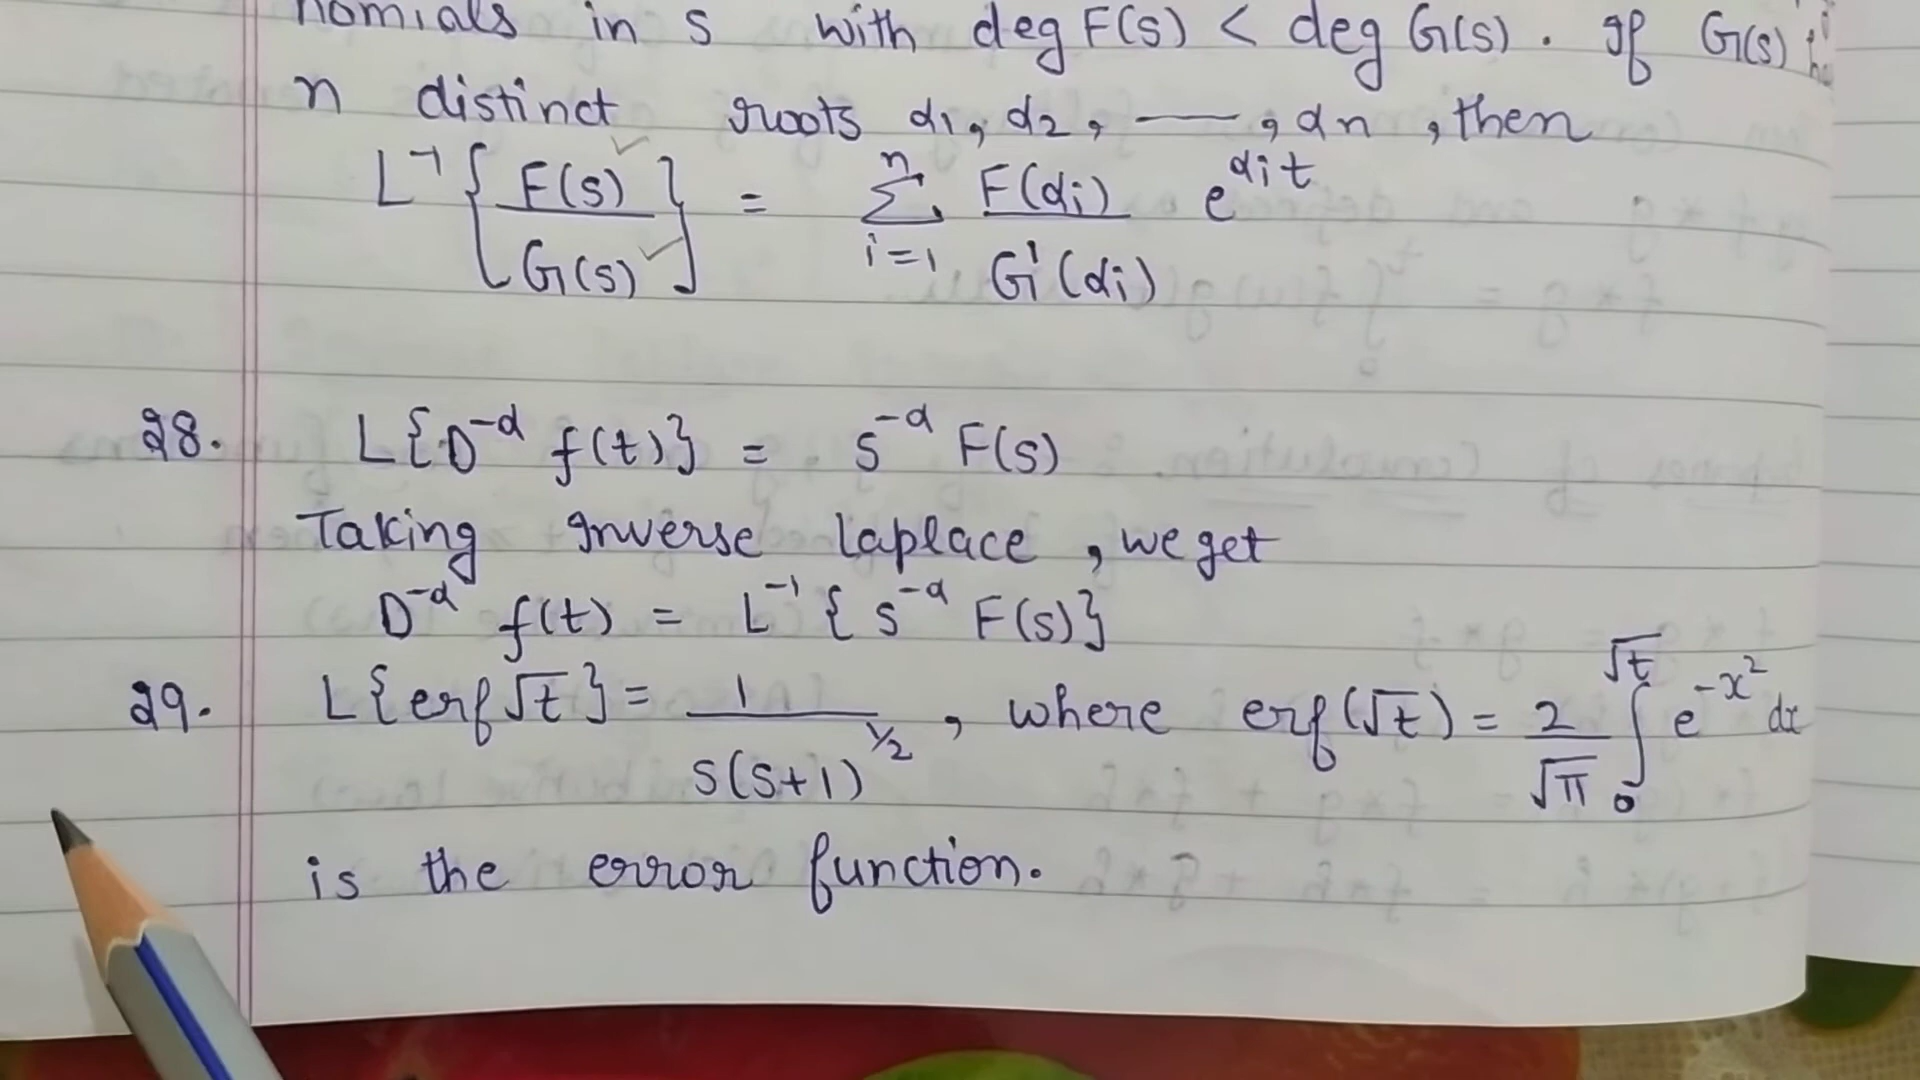 nomials in s with deg F(s) < deg G(s). If G(s)
n distinct roots α1, α2, —, αn, then
L⁻¹{F(s)/G(s)} = Σ_{i=1}^{n} F(αi)/G'(αi) e^{αit}
28. L{D^{-α} f(t)} = s^{-α} F(s)
Taking Inverse laplace, we get
D^{-α} f(t) = L⁻¹{s^{-α} F(s)}
29. L{erf√t} = 1/s(s+1)^{1/2}, where erf(√t) = 2/√π ∫₀^{√t} e^{-x²} dx
is the error function.